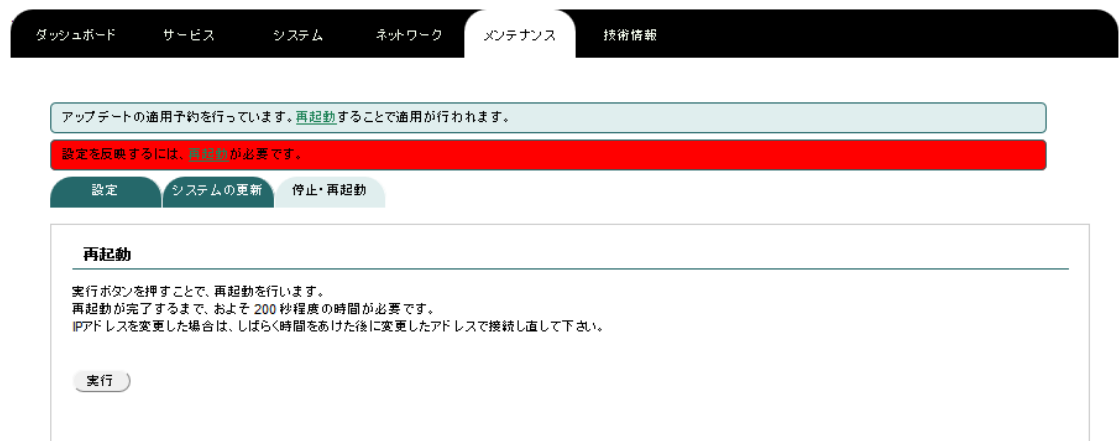 ダッシュボード サービス システム ネットワーク メンテナンス 技術情報
アップデートの適用予約を行っています。再起動することで適用が行われます。
設定を反映するには、再起動が必要です。
設定 システムの更新 停止・再起動
再起動
実行ボタンを押すことで、再起動を行います。
再起動が完了するまで、およそ 200 秒程度の時間が必要です。
IPアドレスを変更した場合は、しばらく時間をあけた後に変更したアドレスで接続し直して下さい。
実行